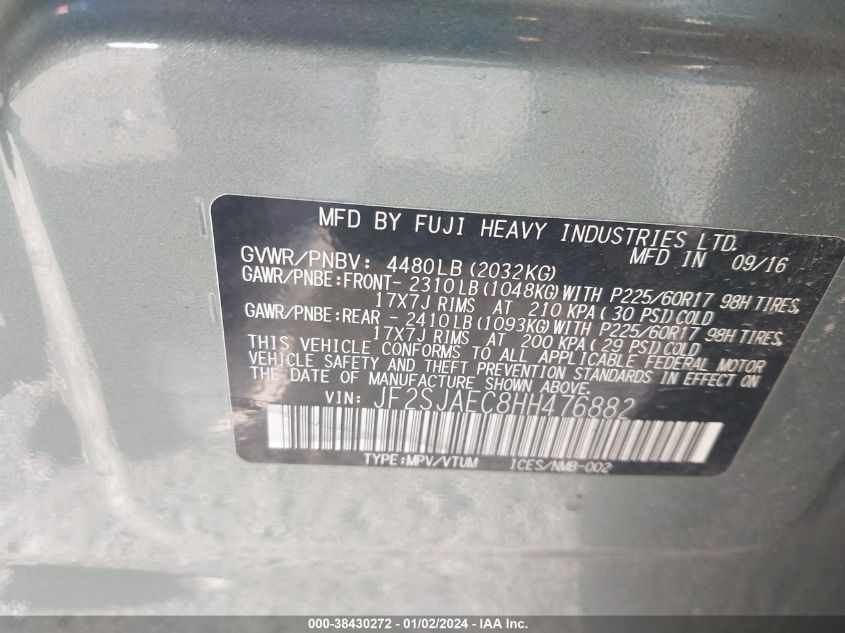 MFD BY FUJI HEAVY INDUSTRIES LTD.
MFD IN 09/16
GVWR/PNBV: 4480LB(2032KG)
GAWR/PNBE:FRONT- 2310LB(1048KG)WITH P225/60R17 98H TIRES,
17X7J RIMS AT 210 KPA( 30 PSI)COLD
GAWR/PNBE:REAR - 2410LB(1093KG)WITH P225/60R17 98H TIRES,
17X7J RIMS AT 200 KPA( 29 PSI)COLD
THIS VEHICLE CONFORMS TO ALL APPLICABLE FEDERAL MOTOR
VEHICLE SAFETY AND THEFT PREVENTION STANDARDS IN EFFECT ON
THE DATE OF MANUFACTURE SHOWN ABOVE.
VIN: JF2SJAEC8HH476882
TYPE:MPV/VTUM ICES/NMB-002
000-38430272 - 01/02/2024 - IAA Inc.